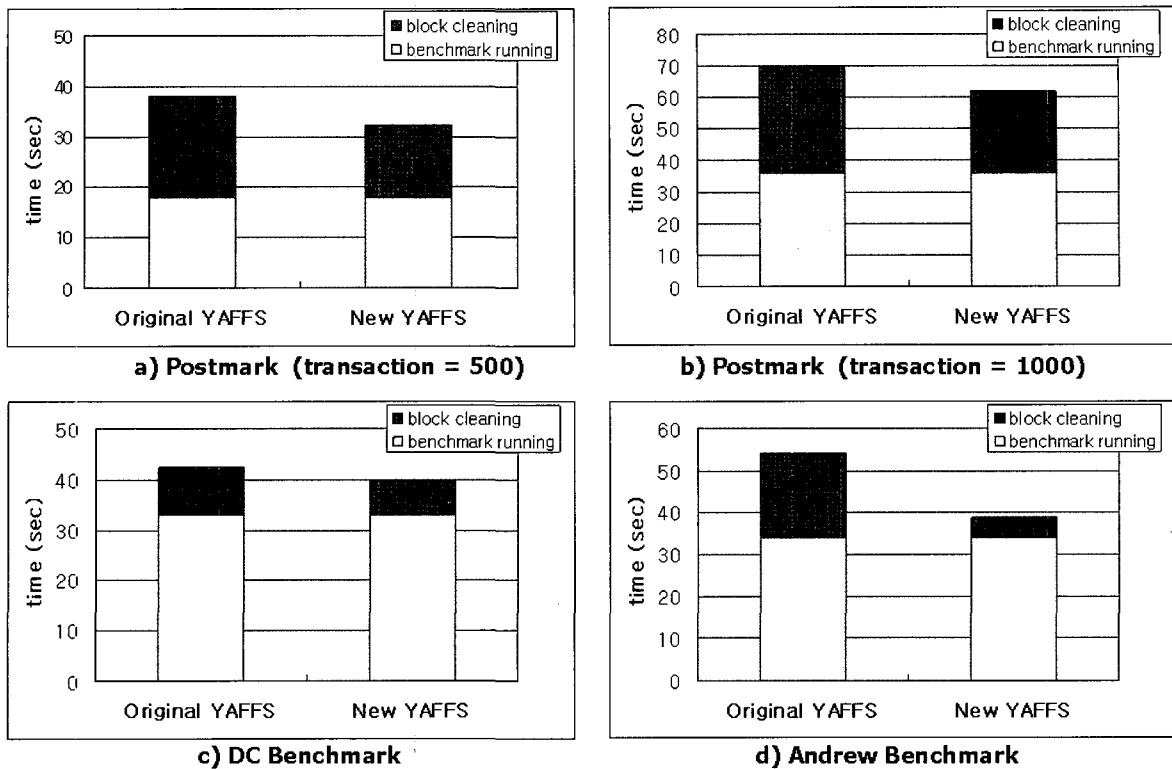 block cleaning
benchmark running
time (sec)
50
40
30
20
10
0
Original YAFFS New YAFFS
a) Postmark (transaction = 500)
block cleaning
benchmark running
time (sec)
80
70
60
50
40
30
20
10
0
Original YAFFS New YAFFS
b) Postmark (transaction = 1000)
block cleaning
benchmark running
time (sec)
50
40
30
20
10
0
Original YAFFS New YAFFS
c) DC Benchmark
block cleaning
benchmark running
time (sec)
60
50
40
30
20
10
0
Original YAFFS New YAFFS
d) Andrew Benchmark